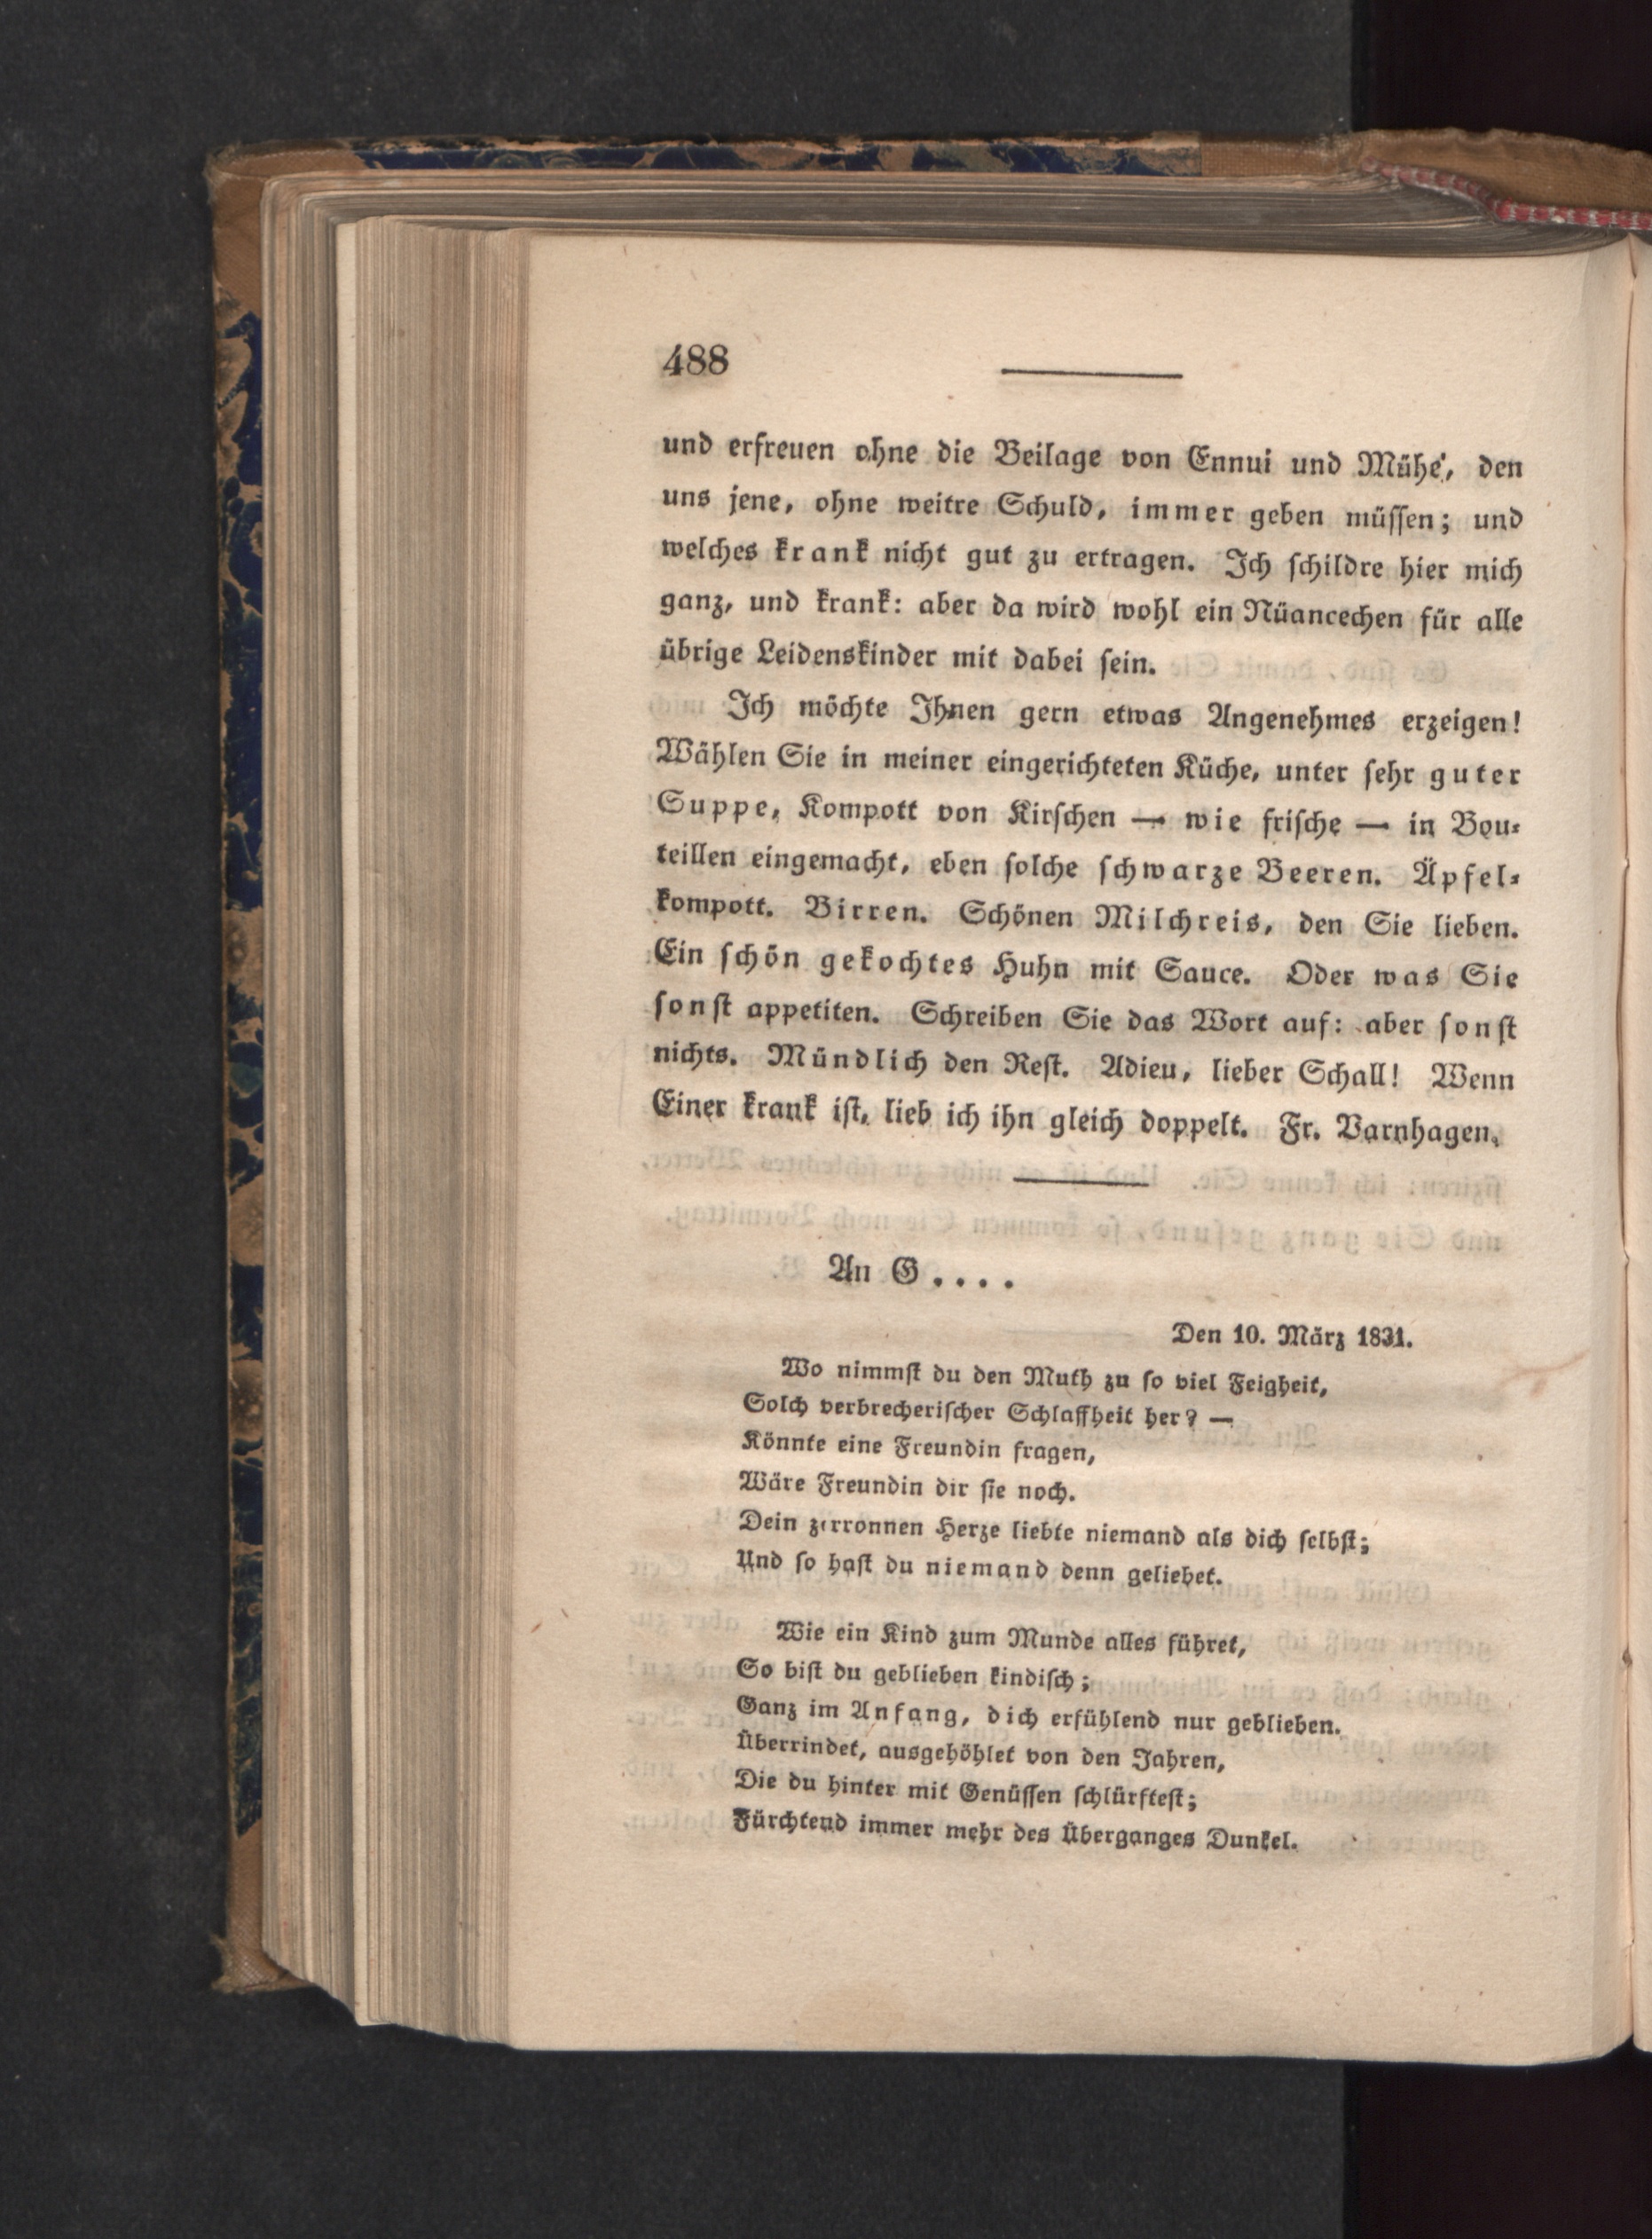 488
und erfreuen ohne die Beilage von Ennui und Mühe, den
uns jene, ohne weitre Schuld, immer geben müssen; und
welches krank nicht gut zu ertragen. Ich schildre hier mich
ganz, und krank: aber da wird wohl ein Nüancechen für alle
übrige Leidenskinder mit dabei sein.
Ich möchte Ihnen gern etwas Angenehmes erzeigen!
Wählen Sie in meiner eingerichteten Küche, unter sehr guter
Suppe, Kompott von Kirschen — wie frische — in Bou-
teillen eingemacht, eben solche schwarze Beeren. Äpfel-
kompott. Birren. Schönen Milchreis, den Sie lieben.
Ein schön gekochtes Huhn mit Sauce. Oder was Sie
sonst appetiten. Schreiben Sie das Wort auf: aber sonst
nichts. Mündlich den Rest. Adieu, lieber Schall! Wenn
Einer krank ist, lieb ich ihn gleich doppelt. Fr. Varnhagen.
An G....
Den 10. März 1831.
Wo nimmst du den Muth zu so viel Feigheit,
Solch verbrecherischer Schlaffheit her? —
Könnte eine Freundin fragen,
Wäre Freundin dir sie noch.
Dein zerronnen Herze liebte niemand als dich selbst;
Und so hast du niemand denn geliebet.
Wie ein Kind zum Munde alles führet,
So bist du geblieben kindisch;
Ganz im Anfang, dich erfühlend nur geblieben.
Überrindet, ausgehöhlet von den Jahren,
Die du hinter mit Genüssen schlürftest;
Fürchtend immer mehr des Überganges Dunkel.